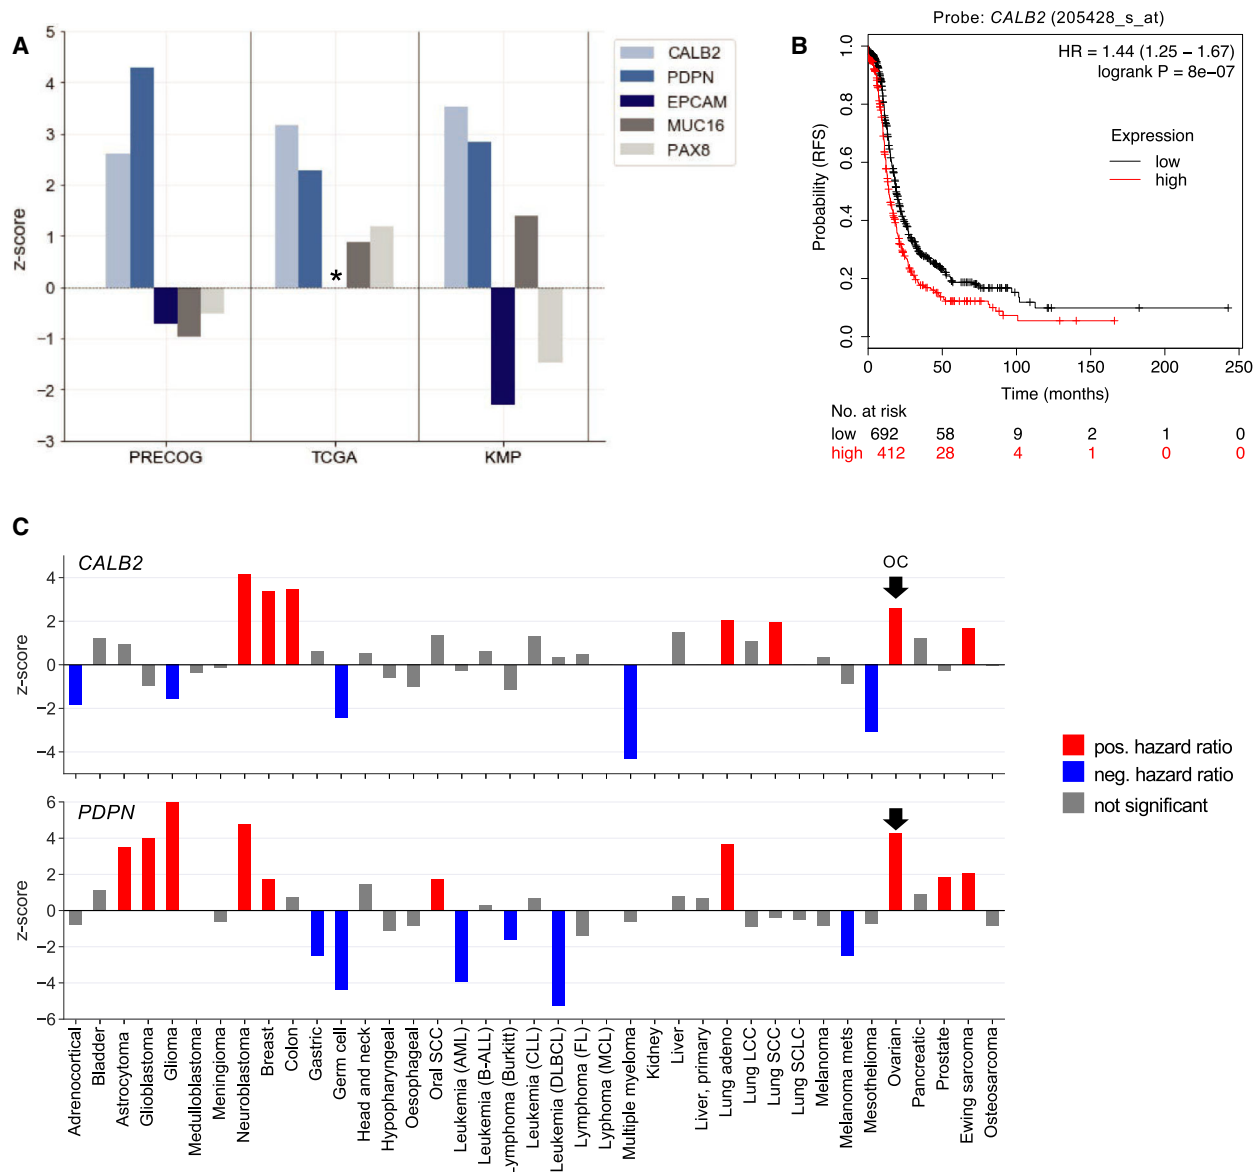 A
5
4
3
2
1
0
−1
−2
−3
z-score
PRECOG
TCGA
KMP
*
CALB2
PDPN
EPCAM
MUC16
PAX8
B
Probe: CALB2 (205428_s_at)
HR = 1.44 (1.25 − 1.67)
logrank P = 8e−07
Expression
low
high
Probability (RFS)
1.0
0.8
0.6
0.4
0.2
0.0
0 50 100 150 200 250
Time (months)
No. at risk
low 692 58 9 2 1 0
high 412 28 4 1 0 0
C
CALB2
OC
z-score
4
2
0
−2
−4
PDPN
z-score
6
4
2
0
−2
−4
−6
pos. hazard ratio
neg. hazard ratio
not significant
Adrenocortical
Bladder
Astrocytoma
Glioblastoma
Glioma
Medulloblastoma
Meningioma
Neuroblastoma
Breast
Colon
Gastric
Germ cell
Head and neck
Hypopharyngeal
Oesophageal
Oral SCC
Leukemia (AML)
Leukemia (B-ALL)
Lymphoma (Burkitt)
Leukemia (CLL)
Leukemia (DLBCL)
Lymphoma (FL)
Lyphoma (MCL)
Multiple myeloma
Kidney
Liver
Liver, primary
Lung adeno
Lung LCC
Lung SCC
Lung SCLC
Melanoma
Melanoma mets
Mesothelioma
Ovarian
Pancreatic
Prostate
Ewing sarcoma
Osteosarcoma